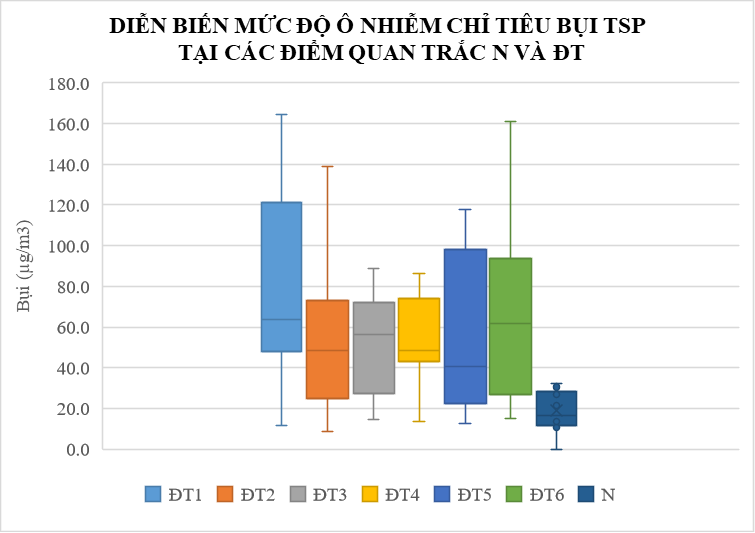 DIỄN BIẾN MỨC ĐỘ Ô NHIỄM CHỈ TIÊU BỤI TSP
TẠI CÁC ĐIỂM QUAN TRẮC N VÀ ĐT
180.0
160.0
140.0
120.0
100.0
80.0
60.0
40.0
20.0
0.0
Bụi (µg/m3)
ĐT1 ĐT2 ĐT3 ĐT4 ĐT5 ĐT6 N